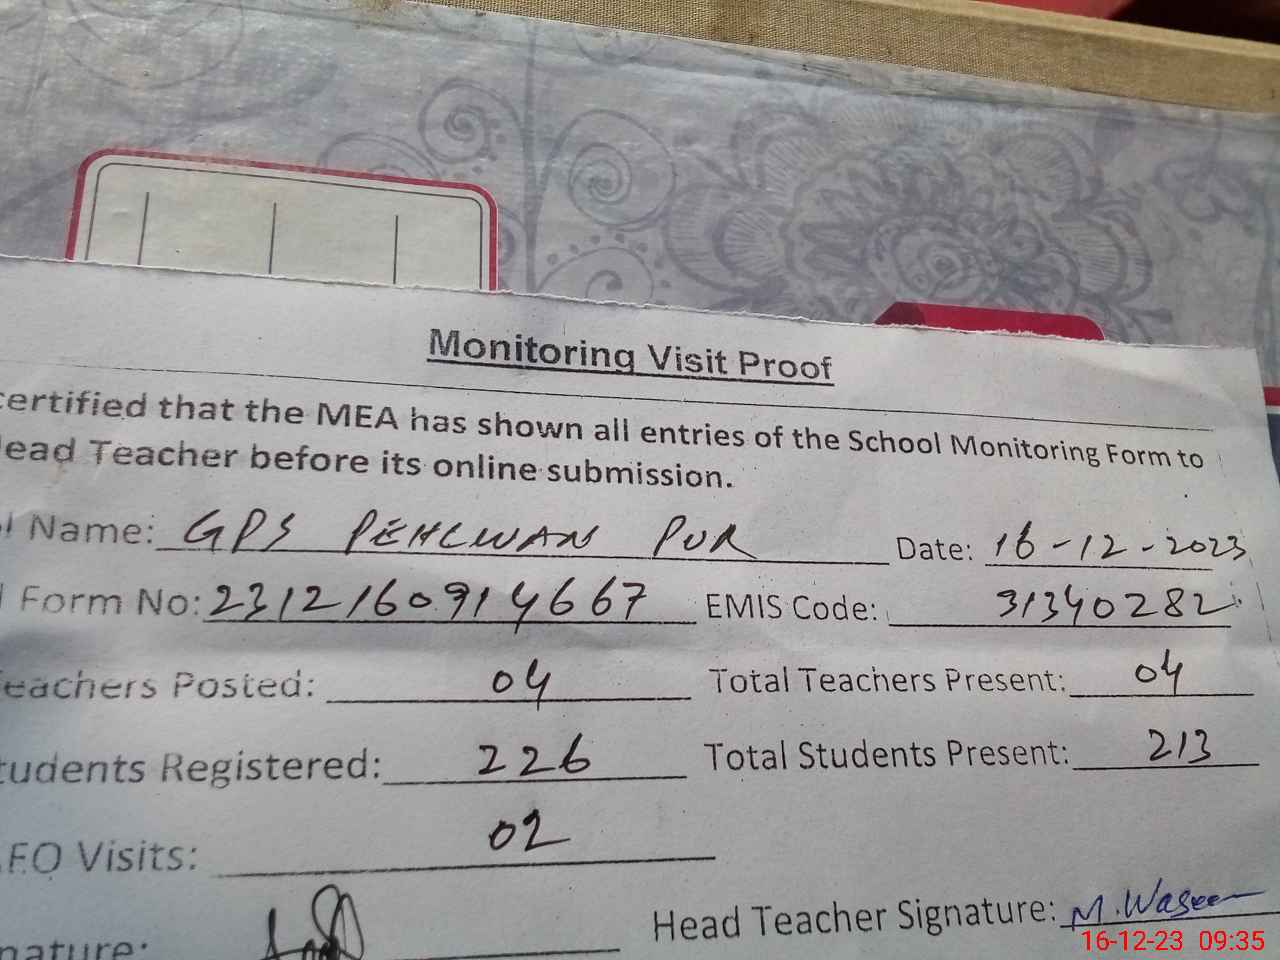 Monitoring Visit Proof
certified that the MEA has shown all entries of the School Monitoring Form to
ead Teacher before its online submission.
l Name: GPS PEHLWAN PUR Date: 16-12-2023
Form No: 2312160914667 EMIS Code: 31340282
eachers Posted: 04 Total Teachers Present: 04
tudents Registered: 226 Total Students Present: 213
EO Visits: 02
nature: Head Teacher Signature: M. Waseem
16-12-23 09:35